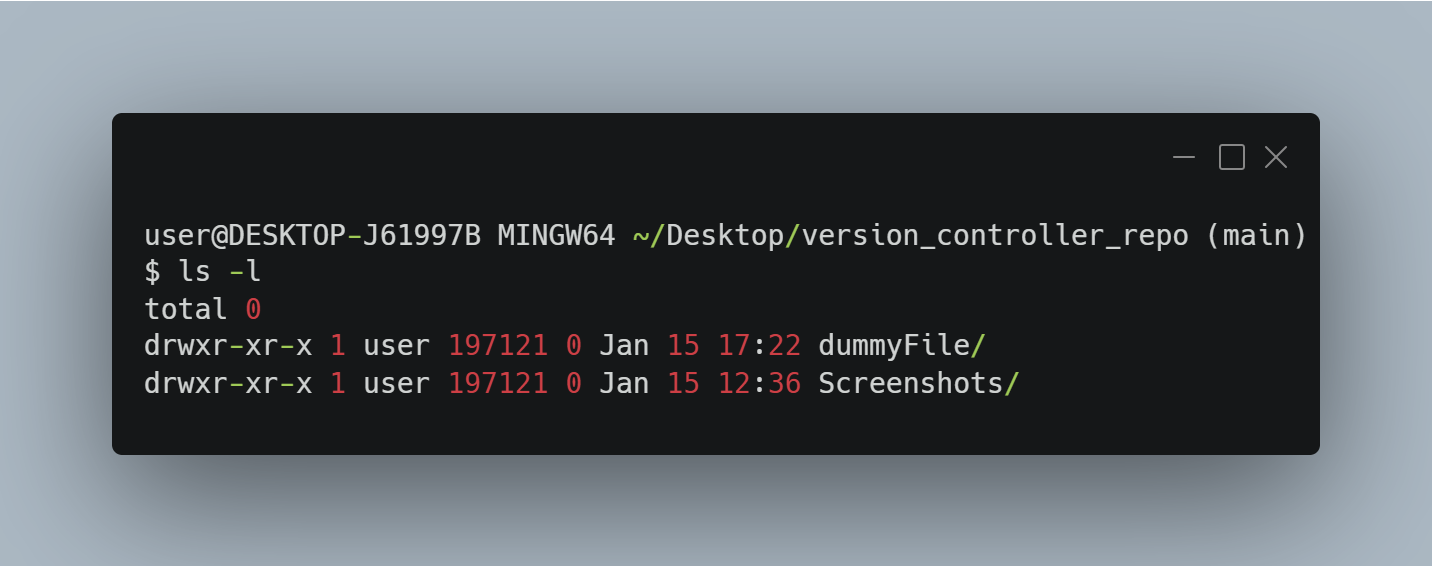 user@DESKTOP-J61997B MINGW64 ~/Desktop/version_controller_repo (main)
$ ls -l
total 0
drwxr-xr-x 1 user 197121 0 Jan 15 17:22 dummyFile/
drwxr-xr-x 1 user 197121 0 Jan 15 12:36 Screenshots/